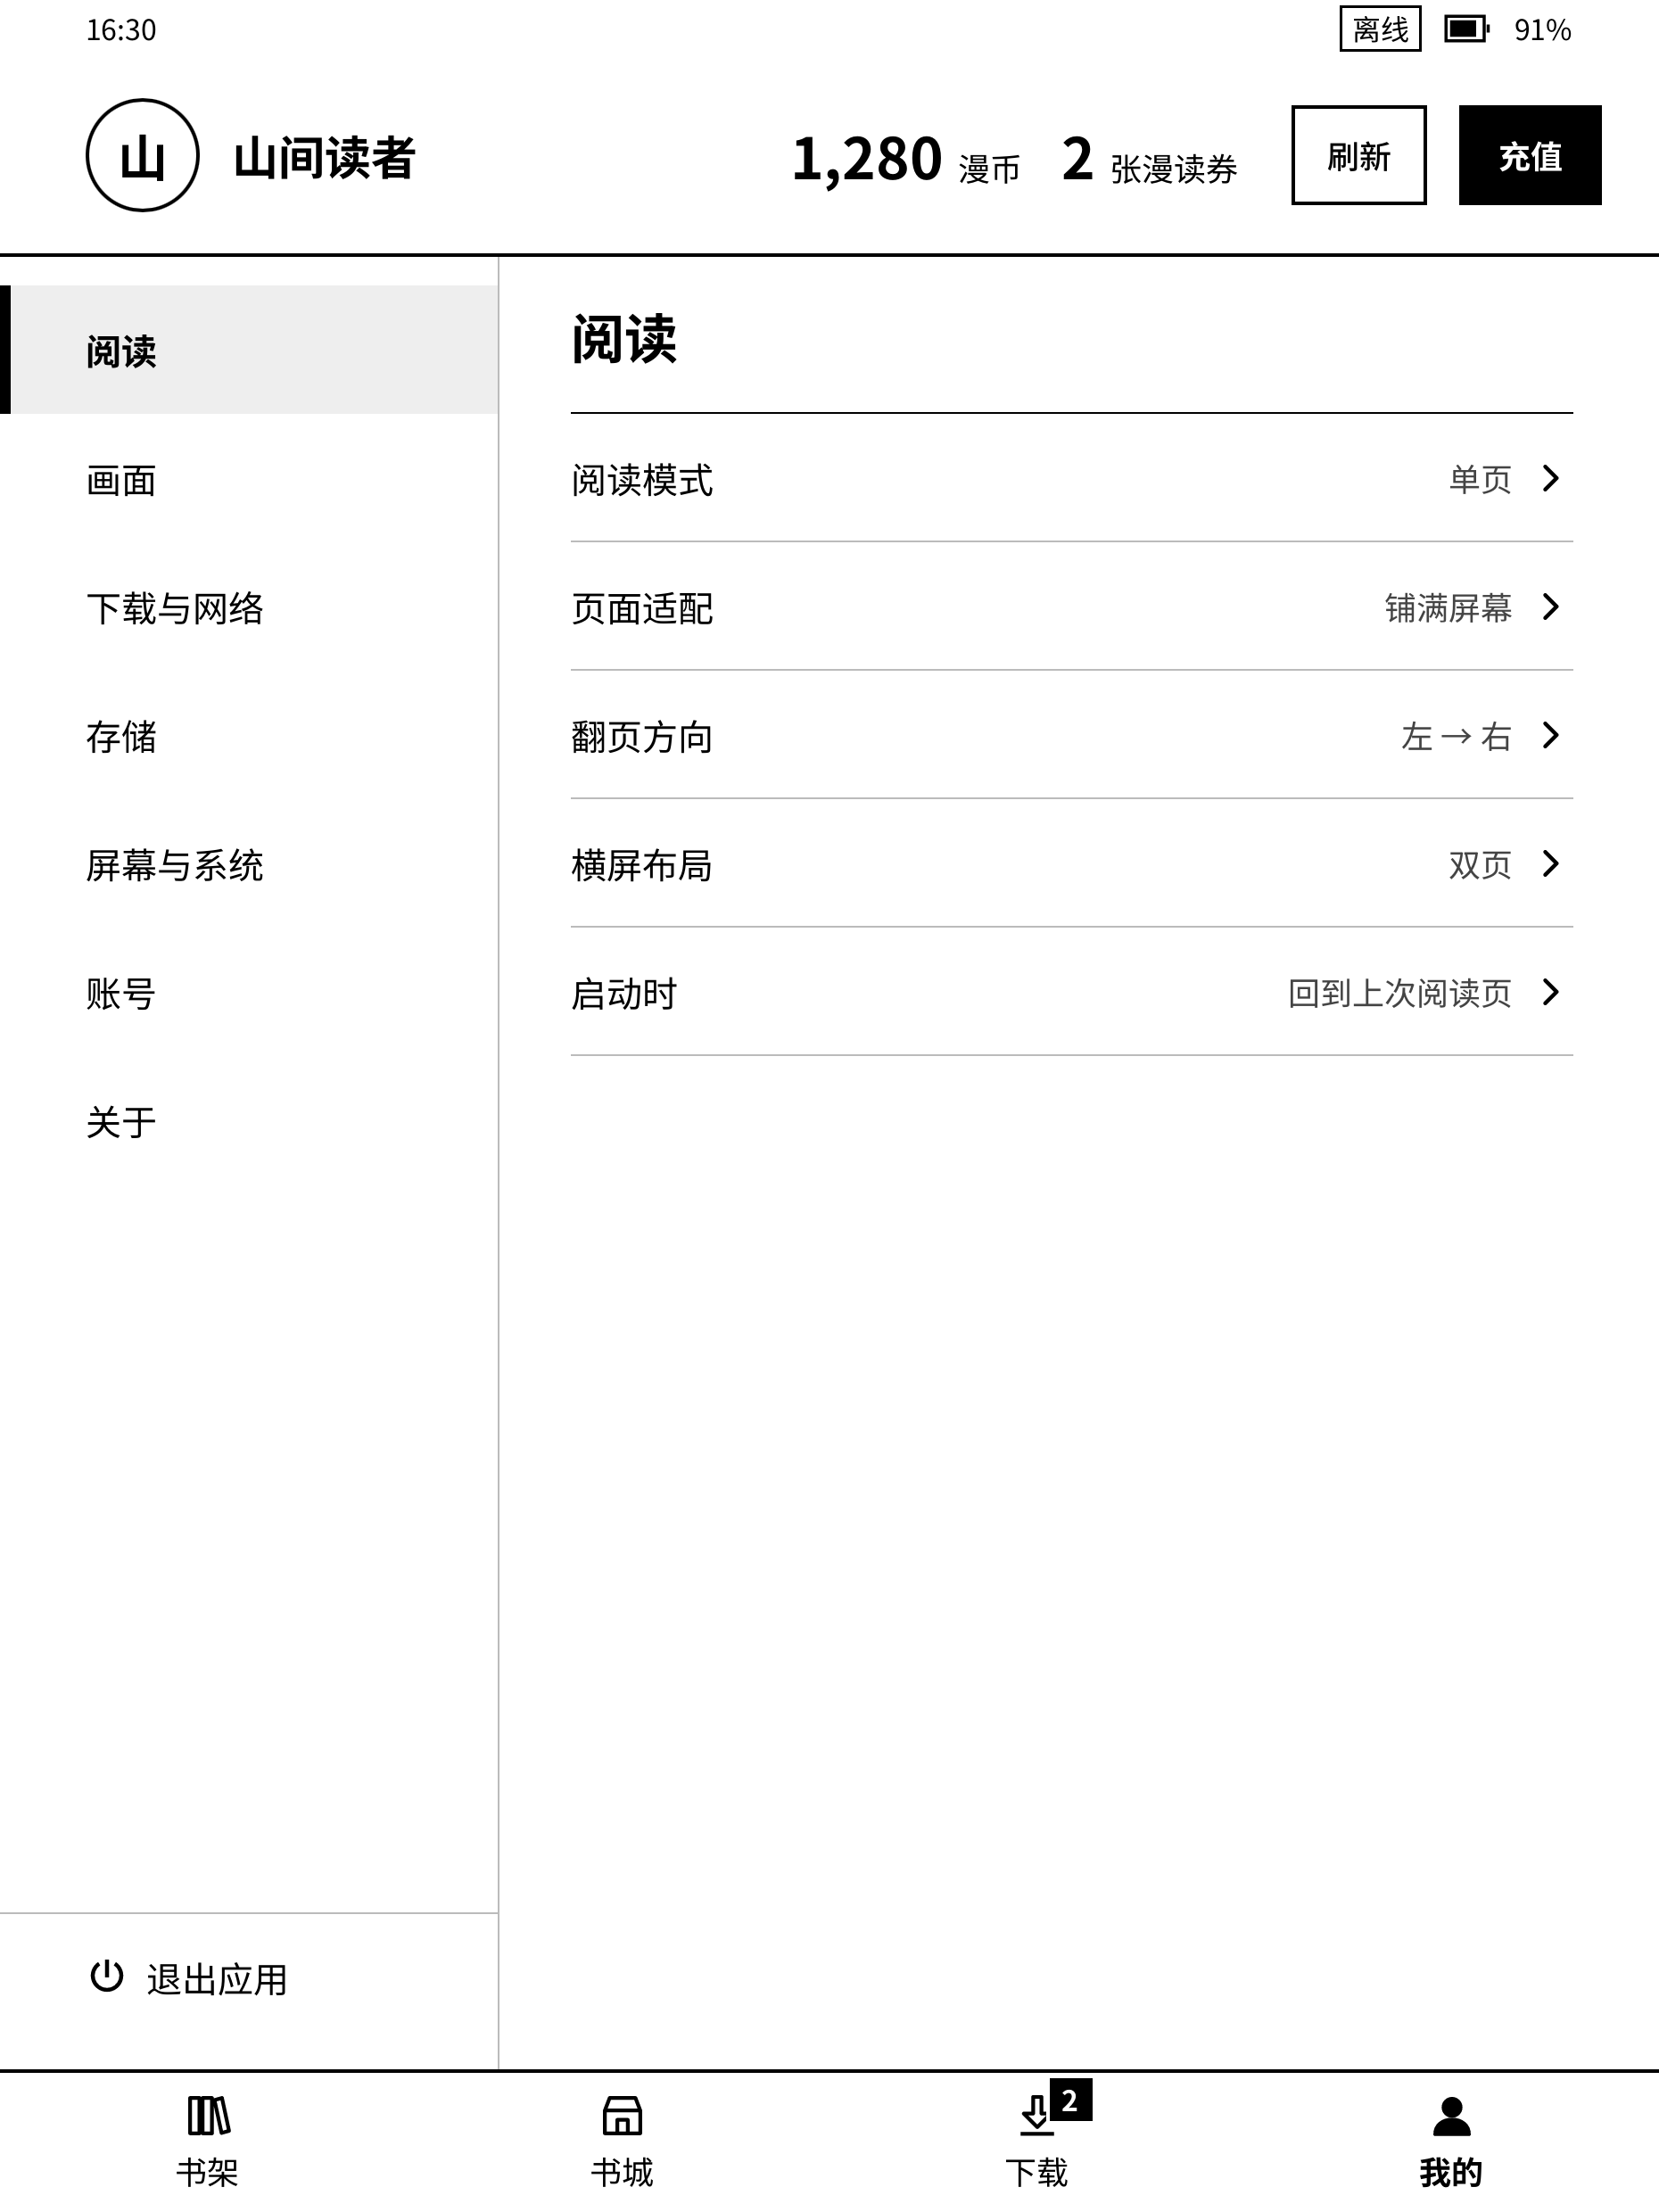 16:30 离线 91%
山 山间读者 1,280 漫币 2 张漫读券 刷新 充值
阅读
画面
下载与网络
存储
屏幕与系统
账号
关于
退出应用
阅读
阅读模式 单页
页面适配 铺满屏幕
翻页方向 左 → 右
横屏布局 双页
启动时 回到上次阅读页
书架 书城 2 下载 我的